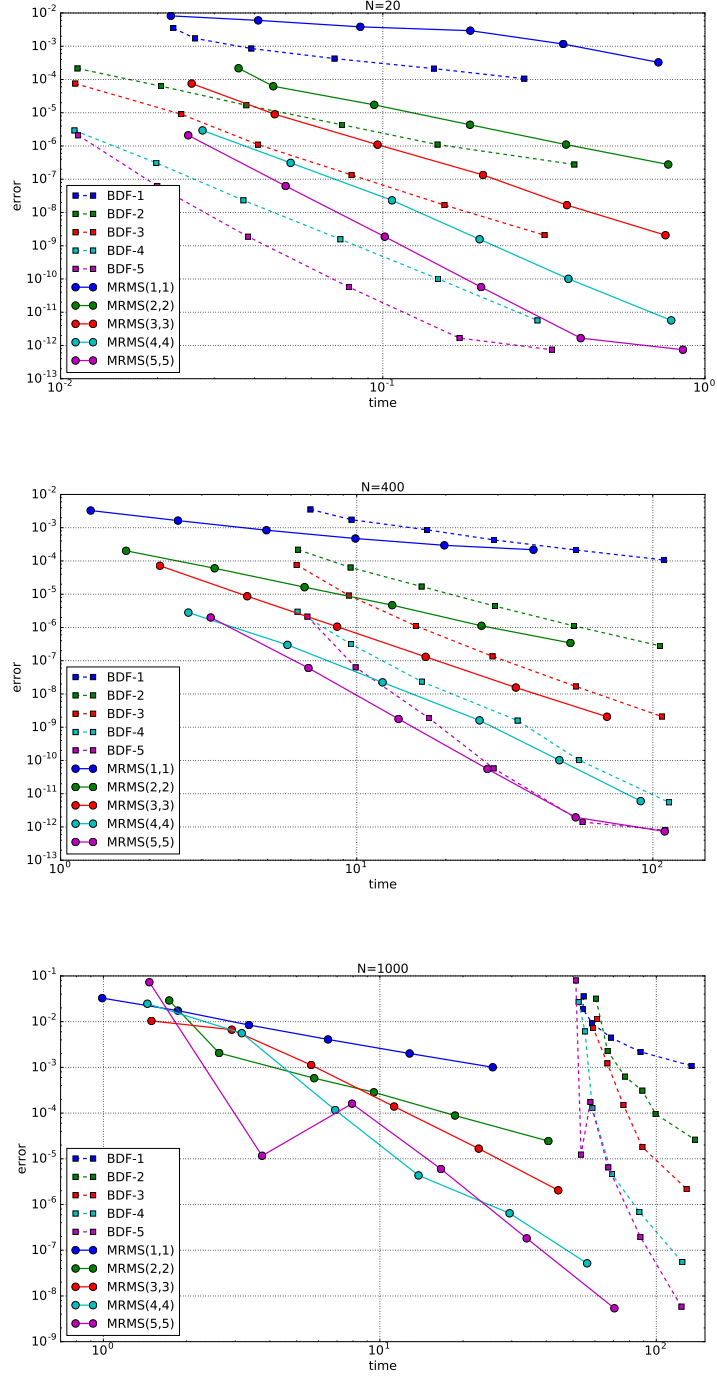 N=20
10^-2
10^-3
10^-4
10^-5
10^-6
10^-7
10^-8
10^-9
10^-10
10^-11
10^-12
10^-13
error
BDF-1
BDF-2
BDF-3
BDF-4
BDF-5
MRMS(1,1)
MRMS(2,2)
MRMS(3,3)
MRMS(4,4)
MRMS(5,5)
10^-2 10^-1 10^0
time
N=400
10^-2
10^-3
10^-4
10^-5
10^-6
10^-7
10^-8
10^-9
10^-10
10^-11
10^-12
10^-13
error
BDF-1
BDF-2
BDF-3
BDF-4
BDF-5
MRMS(1,1)
MRMS(2,2)
MRMS(3,3)
MRMS(4,4)
MRMS(5,5)
10^0 10^1 10^2
time
N=1000
10^-1
10^-2
10^-3
10^-4
10^-5
10^-6
10^-7
10^-8
10^-9
error
BDF-1
BDF-2
BDF-3
BDF-4
BDF-5
MRMS(1,1)
MRMS(2,2)
MRMS(3,3)
MRMS(4,4)
MRMS(5,5)
10^0 10^1 10^2
time